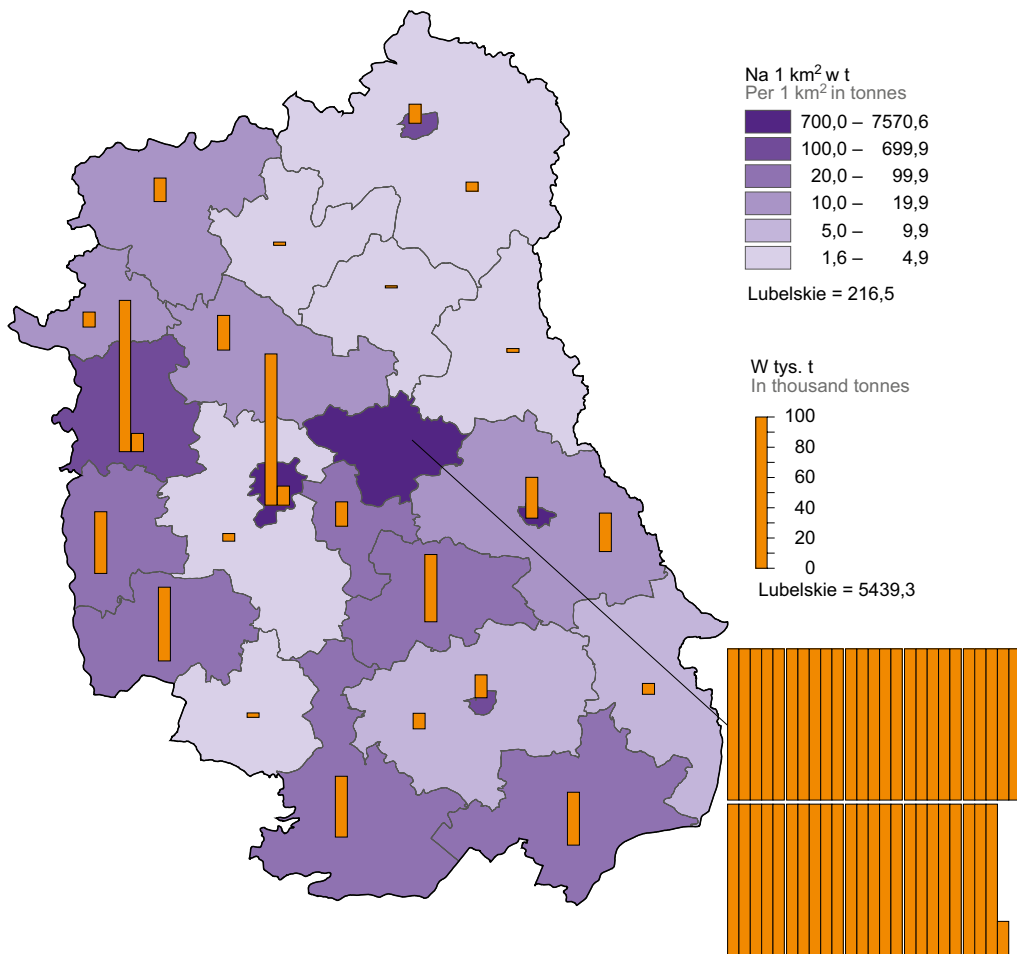 Na 1 km² w t
Per 1 km² in tonnes
700,0 – 7570,6
100,0 – 699,9
20,0 – 99,9
10,0 – 19,9
5,0 – 9,9
1,6 – 4,9
Lubelskie = 216,5
W tys. t
In thousand tonnes
100
80
60
40
20
0
Lubelskie = 5439,3